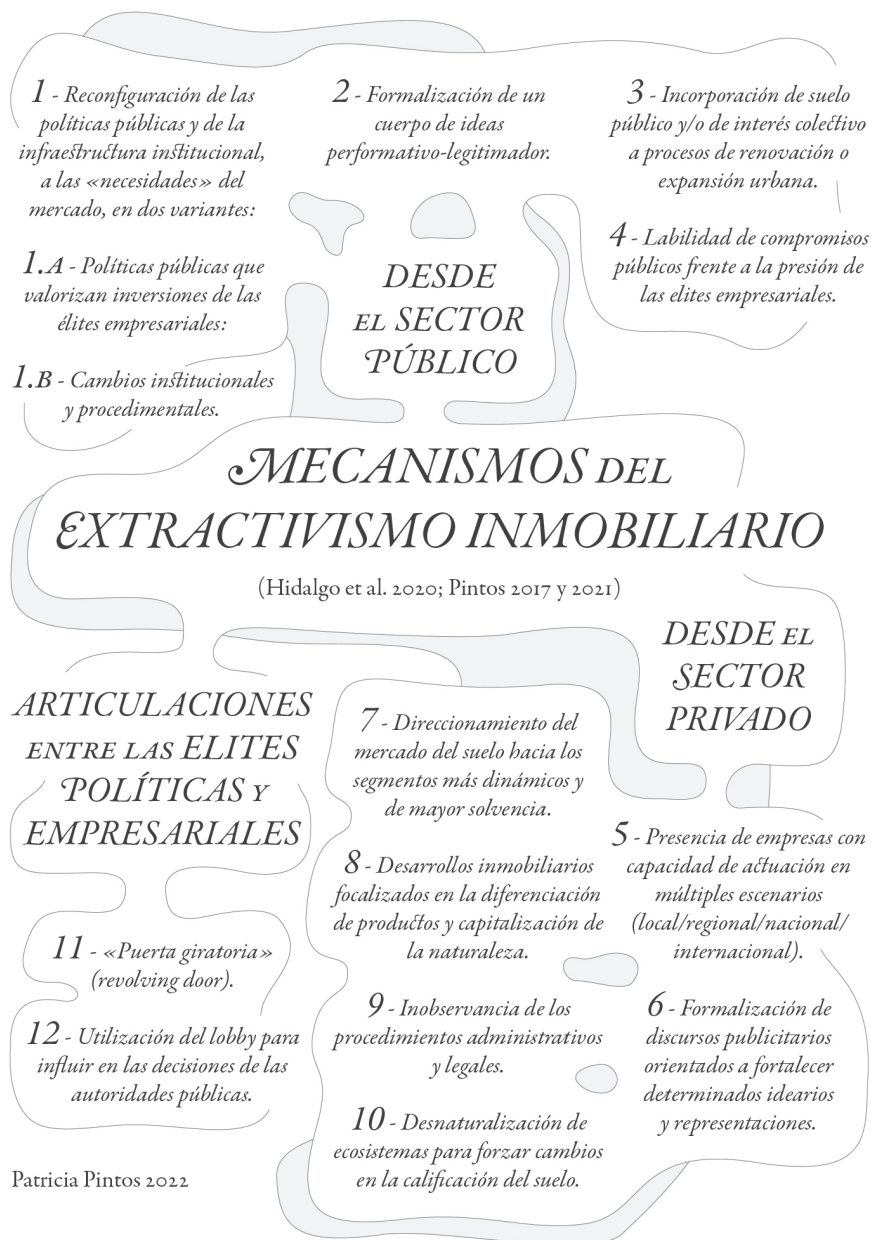 1 - Reconfiguración de las
políticas públicas y de la
infraestructura institucional,
a las «necesidades» del
mercado, en dos variantes:
1.A - Políticas públicas que
valorizan inversiones de las
élites empresariales:
1.B - Cambios institucionales
y procedimentales.
2 - Formalización de un
cuerpo de ideas
performativo-legitimador.
3 - Incorporación de suelo
público y/o de interés colectivo
a procesos de renovación o
expansión urbana.
4 - Labilidad de compromisos
públicos frente a la presión de
las elites empresariales.
DESDE
EL SECTOR
PÚBLICO
MECANISMOS DEL
EXTRACTIVISMO INMOBILIARIO
(Hidalgo et al. 2020; Pintos 2017 y 2021)
DESDE EL
SECTOR
PRIVADO
5 - Presencia de empresas con
capacidad de actuación en
múltiples escenarios
(local/regional/nacional/
internacional).
6 - Formalización de
discursos publicitarios
orientados a fortalecer
determinados idearios
y representaciones.
7 - Direccionamiento del
mercado del suelo hacia los
segmentos más dinámicos y
de mayor solvencia.
8 - Desarrollos inmobiliarios
focalizados en la diferenciación
de productos y capitalización de
la naturaleza.
9 - Inobservancia de los
procedimientos administrativos
y legales.
10 - Desnaturalización de
ecosistemas para forzar cambios
en la calificación del suelo.
ARTICULACIONES
ENTRE LAS ELITES
POLÍTICAS Y
EMPRESARIALES
11 - «Puerta giratoria»
(revolving door).
12 - Utilización del lobby para
influir en las decisiones de las
autoridades públicas.
Patricia Pintos 2022